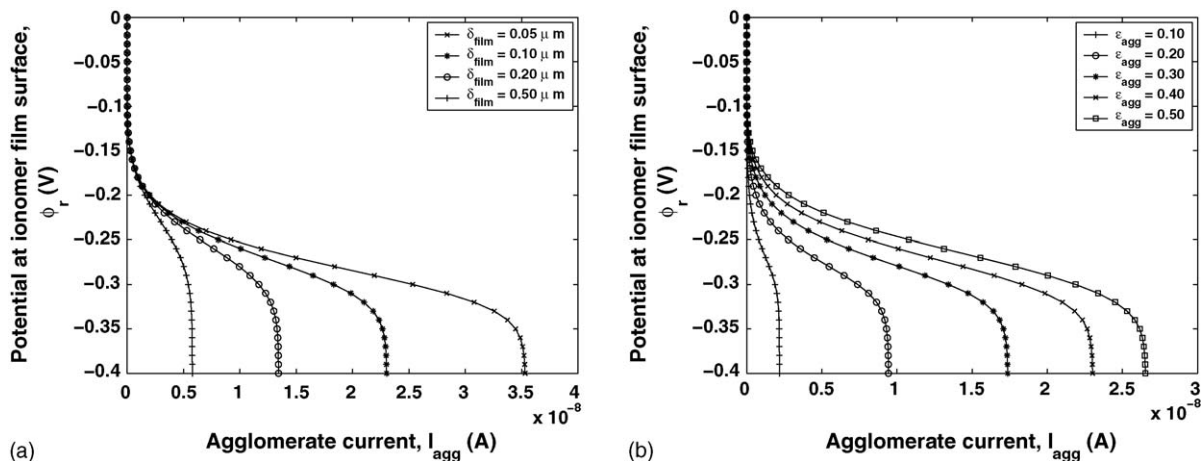 Potential at ionomer film surface,
ϕr (V)
0
−0.05
−0.1
−0.15
−0.2
−0.25
−0.3
−0.35
−0.4
δfilm = 0.05 μ m
δfilm = 0.10 μ m
δfilm = 0.20 μ m
δfilm = 0.50 μ m
0 0.5 1 1.5 2 2.5 3 3.5 4
x 10−8
Agglomerate current, Iagg (A)
(a)
Potential at ionomer film surface,
ϕr (V)
0
−0.05
−0.1
−0.15
−0.2
−0.25
−0.3
−0.35
−0.4
εagg = 0.10
εagg = 0.20
εagg = 0.30
εagg = 0.40
εagg = 0.50
0 0.5 1 1.5 2 2.5 3
x 10−8
Agglomerate current, Iagg (A)
(b)